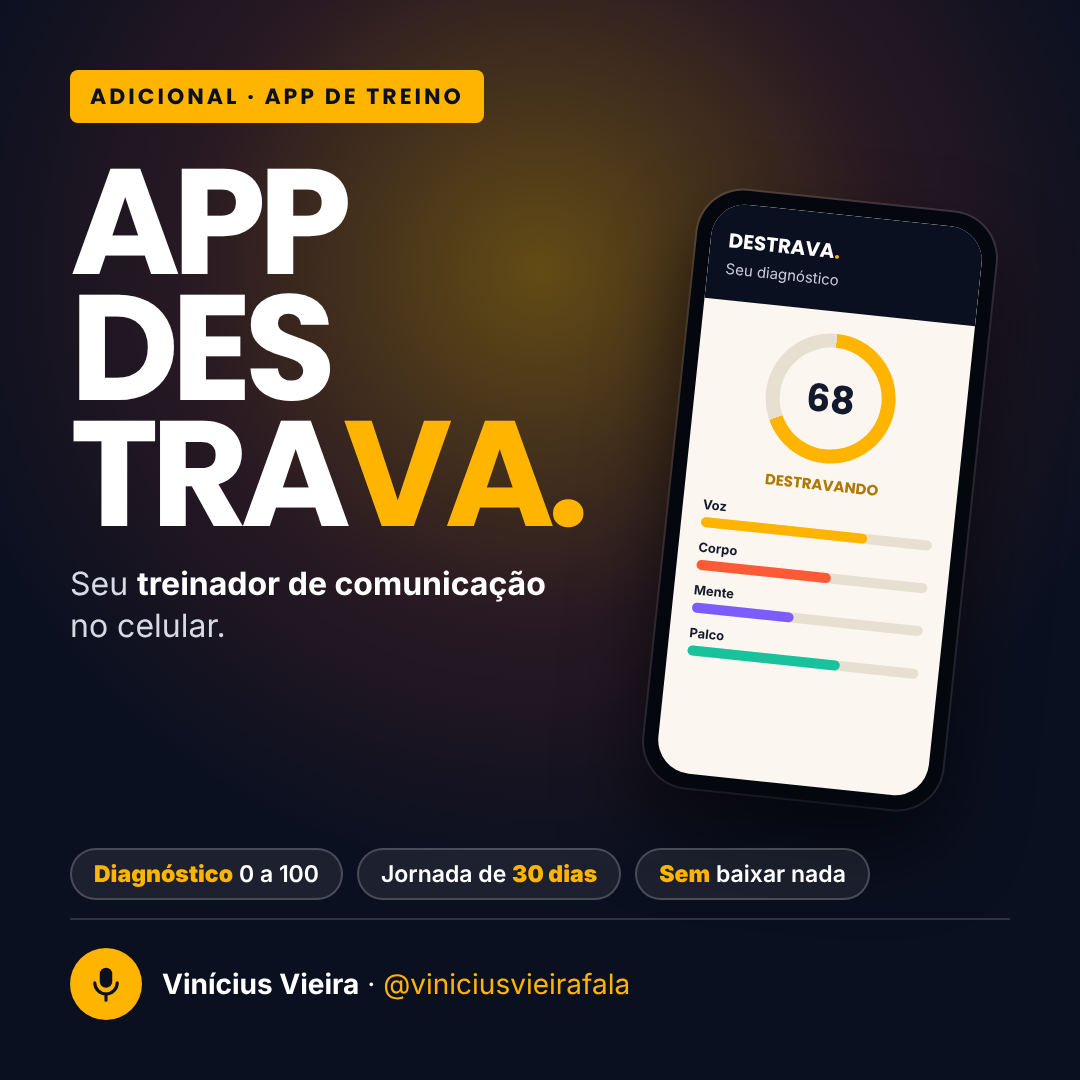 ADICIONAL · APP DE TREINO
APP
DES
TRAVA.
Seu treinador de comunicação
no celular.
DESTRAVA.
Seu diagnóstico
68
DESTRAVANDO
Voz
Corpo
Mente
Palco
Diagnóstico 0 a 100
Jornada de 30 dias
Sem baixar nada
Vinícius Vieira · @viniciusvieirafala